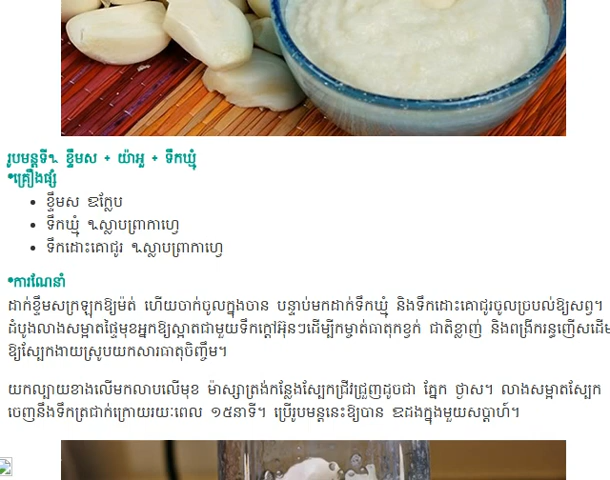 រូបមន្តទី១ ខ្ទឹមស + យ៉ាអួ + ទឹកឃ្មុំ
•គ្រឿងផ្សំ
• ខ្ទឹមស ៤ក្លែប
• ទឹកឃ្មុំ ១ស្លាបព្រាកាហ្វេ
• ទឹកដោះគោជូរ ១ស្លាបព្រាកាហ្វេ
•ការណែនាំ
ដាក់ខ្ទឹមសក្រឡុកឱ្យម៉ត់ ហើយចាក់ចូលក្នុងចាន បន្ទាប់មកដាក់ទឹកឃ្មុំ និងទឹកដោះគោជូរចូលច្របល់ឱ្យសព្វ។
ដំបូងលាងសម្អាតផ្ទៃមុខអ្នកឱ្យស្អាតជាមួយទឹកក្ដៅអ៊ុនៗដើម្បីកម្ចាត់ធាតុកខ្វក់ ជាតិខ្លាញ់ និងពង្រីករន្ធញើសដើម
ឱ្យស្បែកងាយស្រូបយកសារធាតុចិញ្ចឹម។
យកល្បាយខាងលើមកលាបលើមុខ ម៉ាស្សាត្រង់កន្លែងស្បែកជ្រីវជ្រួញដូចជា ភ្នែក ថ្ងាស។ លាងសម្អាតស្បែក
ចេញនឹងទឹកត្រជាក់ក្រោយរយៈពេល ១៥នាទី។ ប្រើរូបមន្តនេះឱ្យបាន ៤ដងក្នុងមួយសប្ដាហ៍។